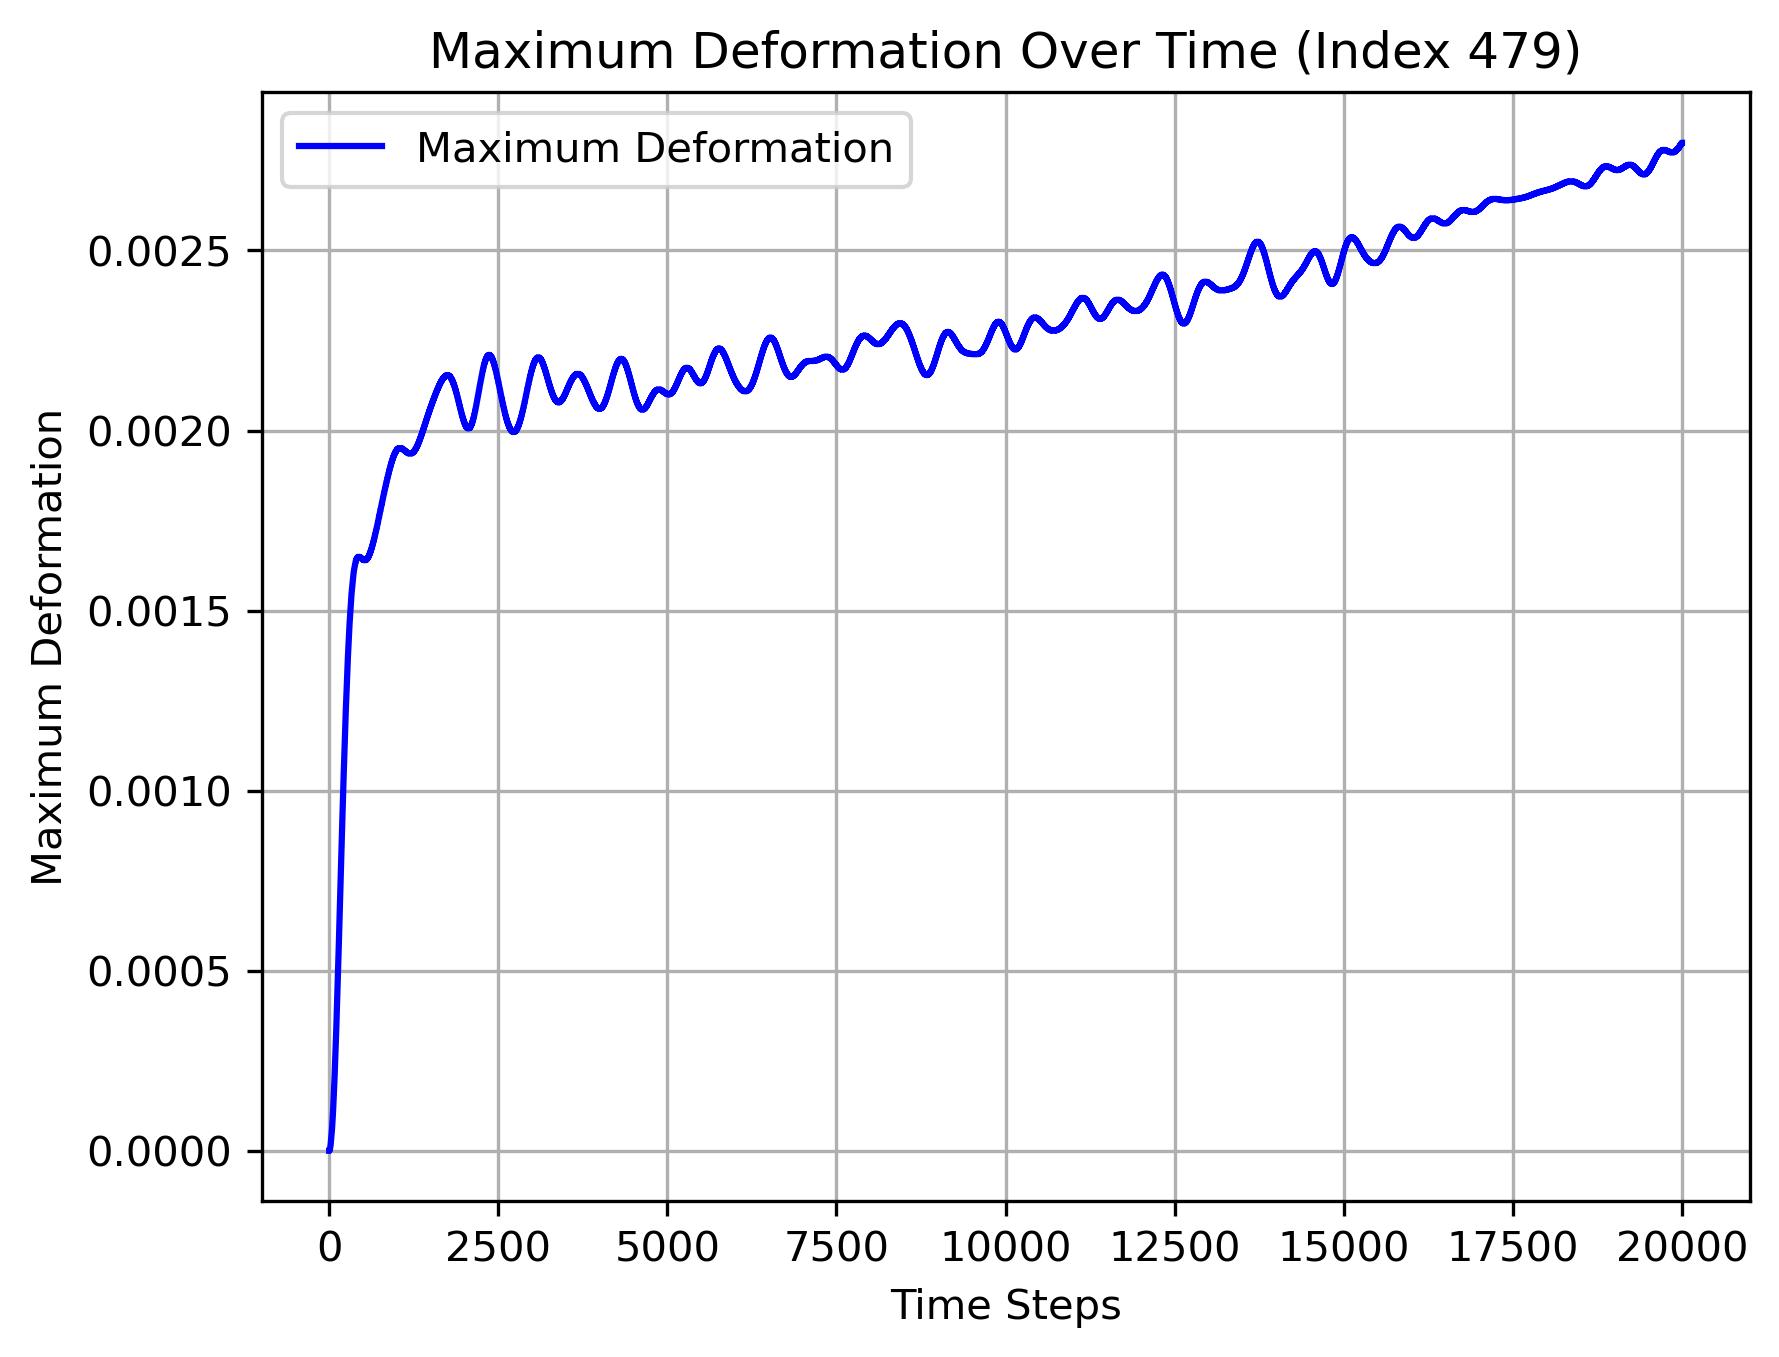 Maximum Deformation Over Time (Index 479)
Maximum Deformation
Maximum Deformation
0.0025
0.0020
0.0015
0.0010
0.0005
0.0000
0 2500 5000 7500 10000 12500 15000 17500 20000
Time Steps